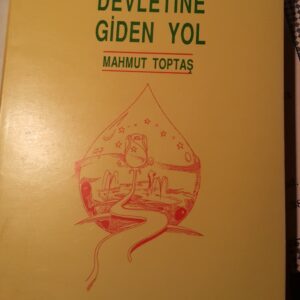 DEVLETİNE
GİDEN YOL
MAHMUT TOPTAŞ